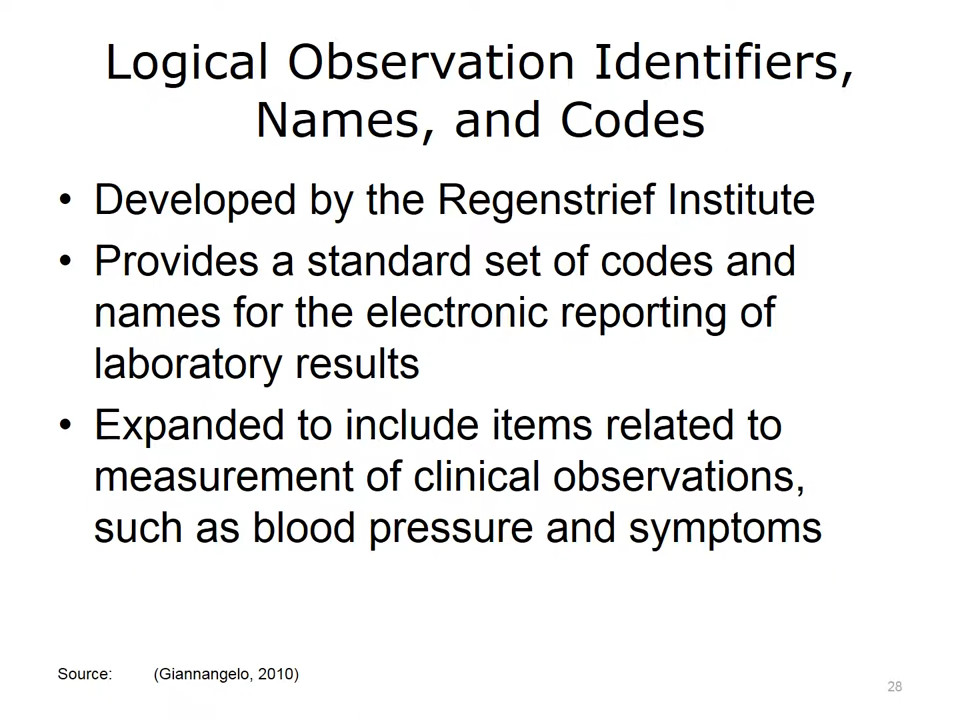 Logical Observation Identifiers,
Names, and Codes
• Developed by the Regenstrief Institute
• Provides a standard set of codes and
names for the electronic reporting of
laboratory results
• Expanded to include items related to
measurement of clinical observations,
such as blood pressure and symptoms
Source: (Giannangelo, 2010)
28